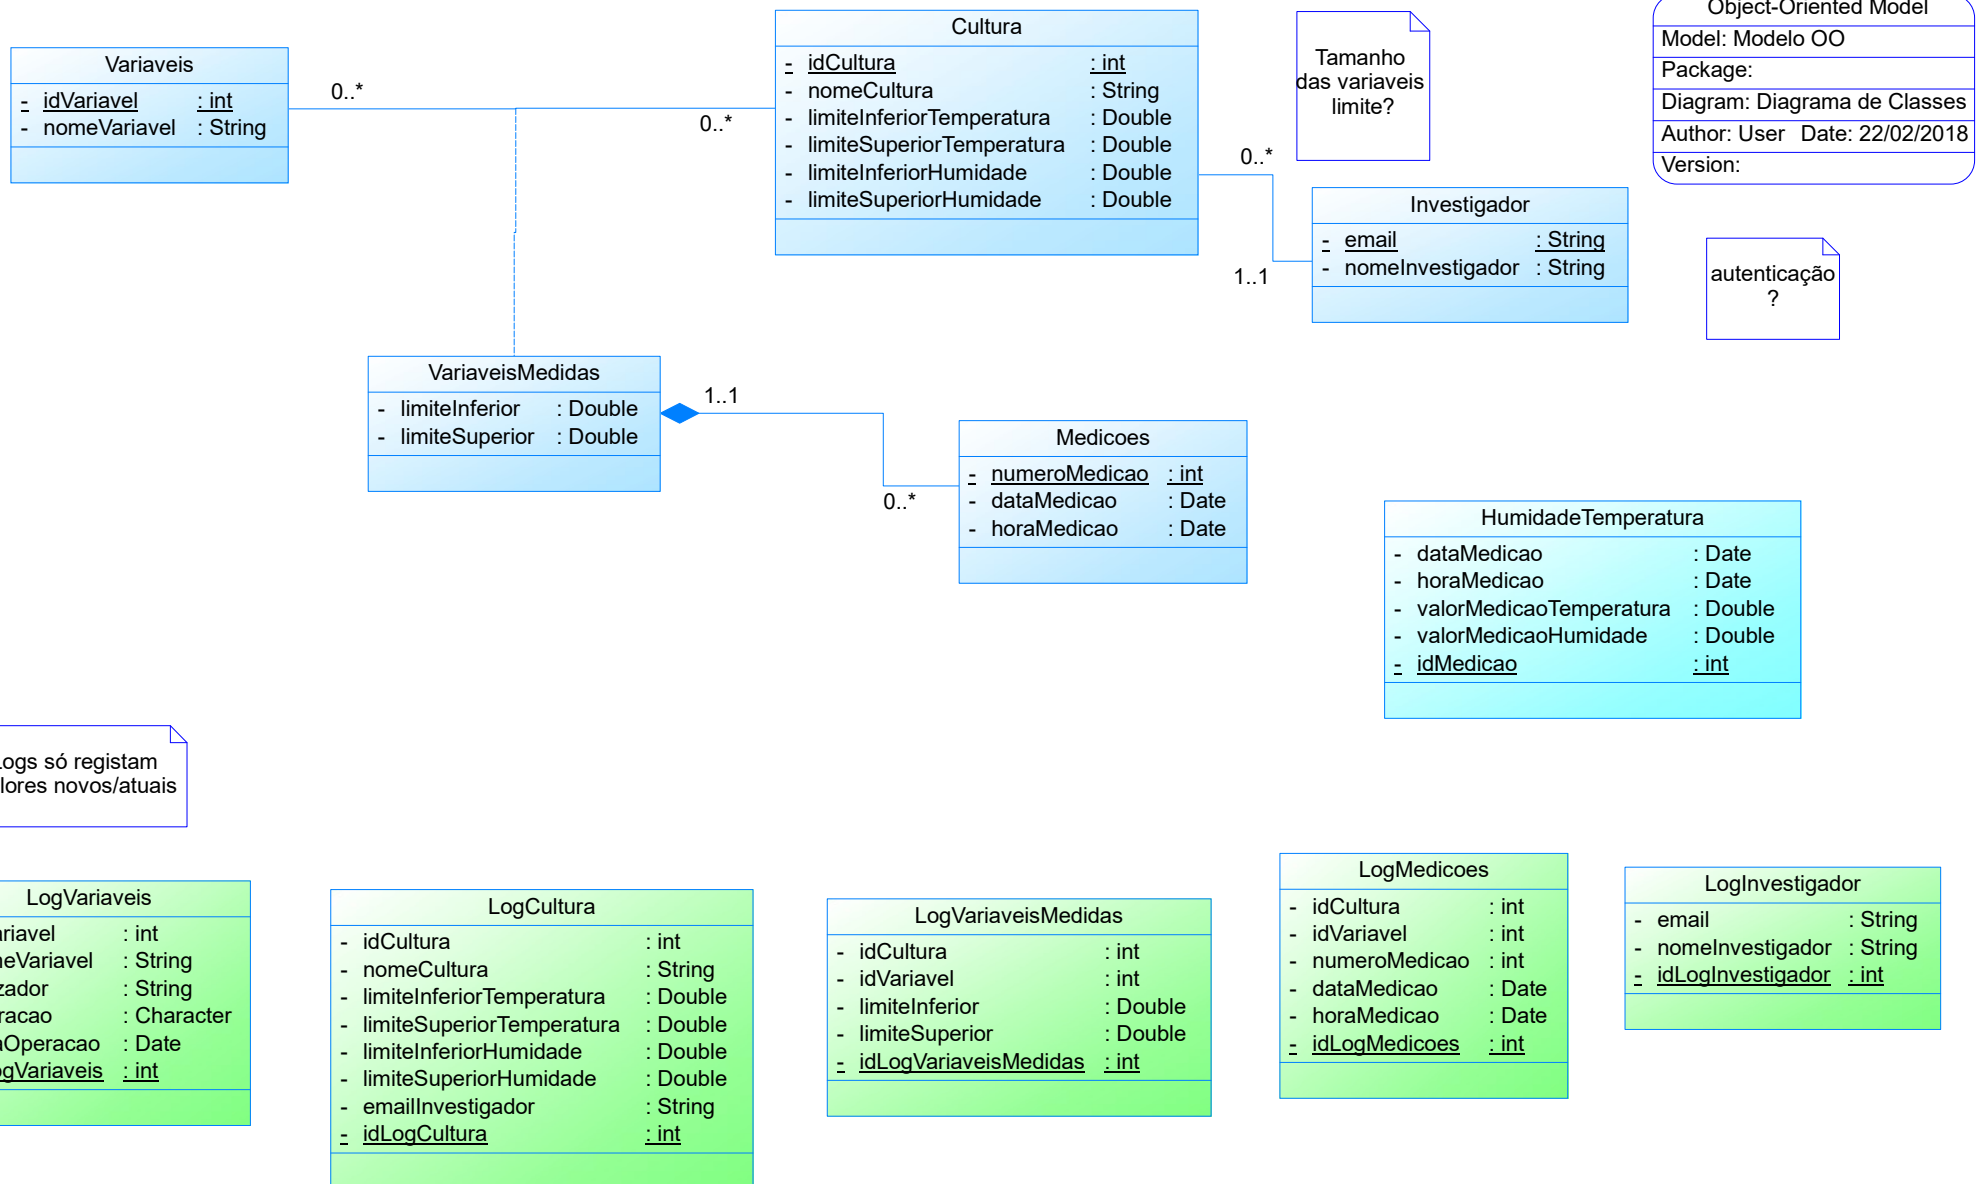 Variaveis
- idVariavel : int
- nomeVariavel : String
0..*
0..*
Cultura
- idCultura : int
- nomeCultura : String
- limiteInferiorTemperatura : Double
- limiteSuperiorTemperatura : Double
- limiteInferiorHumidade : Double
- limiteSuperiorHumidade : Double
Tamanho
das variaveis
limite?
Object-Oriented Model
Model: Modelo OO
Package:
Diagram: Diagrama de Classes
Author: User Date: 22/02/2018
Version:
0..*
1..1
Investigador
- email : String
- nomeInvestigador : String
autenticação
?
VariaveisMedidas
- limiteInferior : Double
- limiteSuperior : Double
1..1
0..*
Medicoes
- numeroMedicao : int
- dataMedicao : Date
- horaMedicao : Date
HumidadeTemperatura
- dataMedicao : Date
- horaMedicao : Date
- valorMedicaoTemperatura : Double
- valorMedicaoHumidade : Double
- idMedicao : int
só registam
novos/atuais
LogVariaveis
: int
: String
: String
: Character
: Date
: int
LogCultura
- idCultura : int
- nomeCultura : String
- limiteInferiorTemperatura : Double
- limiteSuperiorTemperatura : Double
- limiteInferiorHumidade : Double
- limiteSuperiorHumidade : Double
- emailInvestigador : String
- idLogCultura : int
LogVariaveisMedidas
- idCultura : int
- idVariavel : int
- limiteInferior : Double
- limiteSuperior : Double
- idLogVariaveisMedidas : int
LogMedicoes
- idCultura : int
- idVariavel : int
- numeroMedicao : int
- dataMedicao : Date
- horaMedicao : Date
- idLogMedicoes : int
LogInvestigador
- email : String
- nomeInvestigador : String
- idLogInvestigador : int